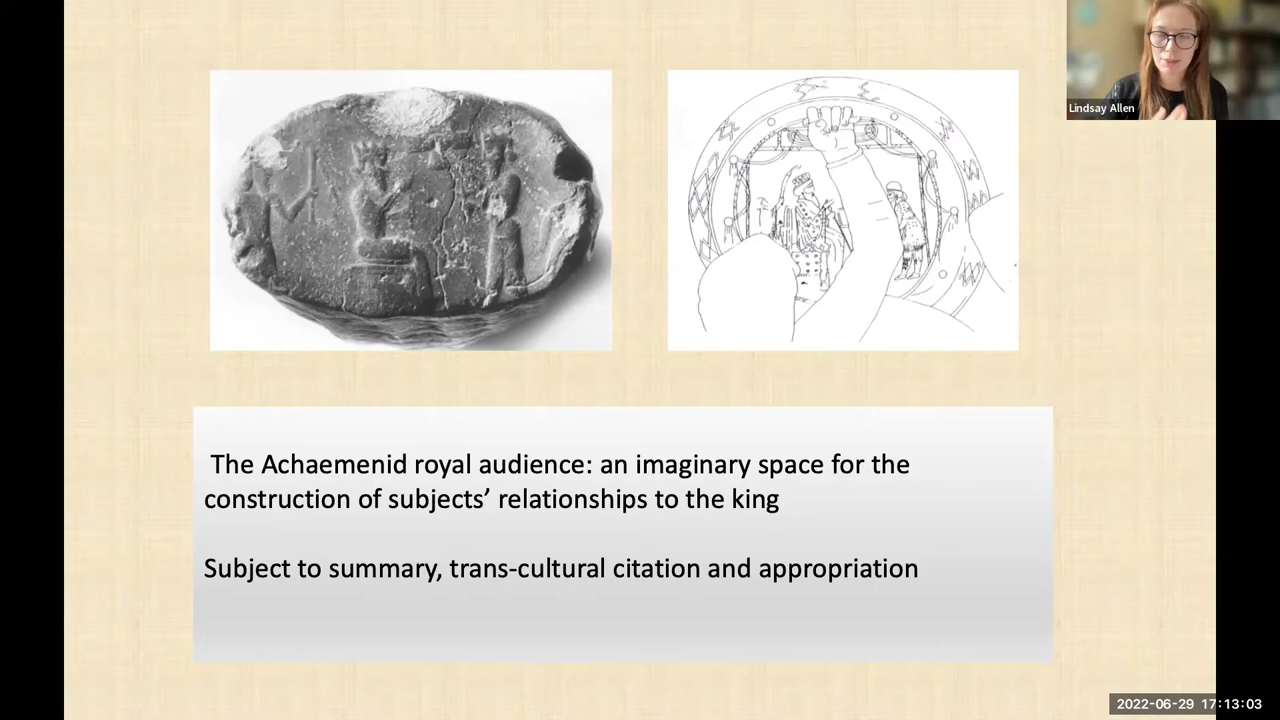 Lindsay Allen
The Achaemenid royal audience: an imaginary space for the
construction of subjects’ relationships to the king
Subject to summary, trans-cultural citation and appropriation
2022-06-29 17:13:03